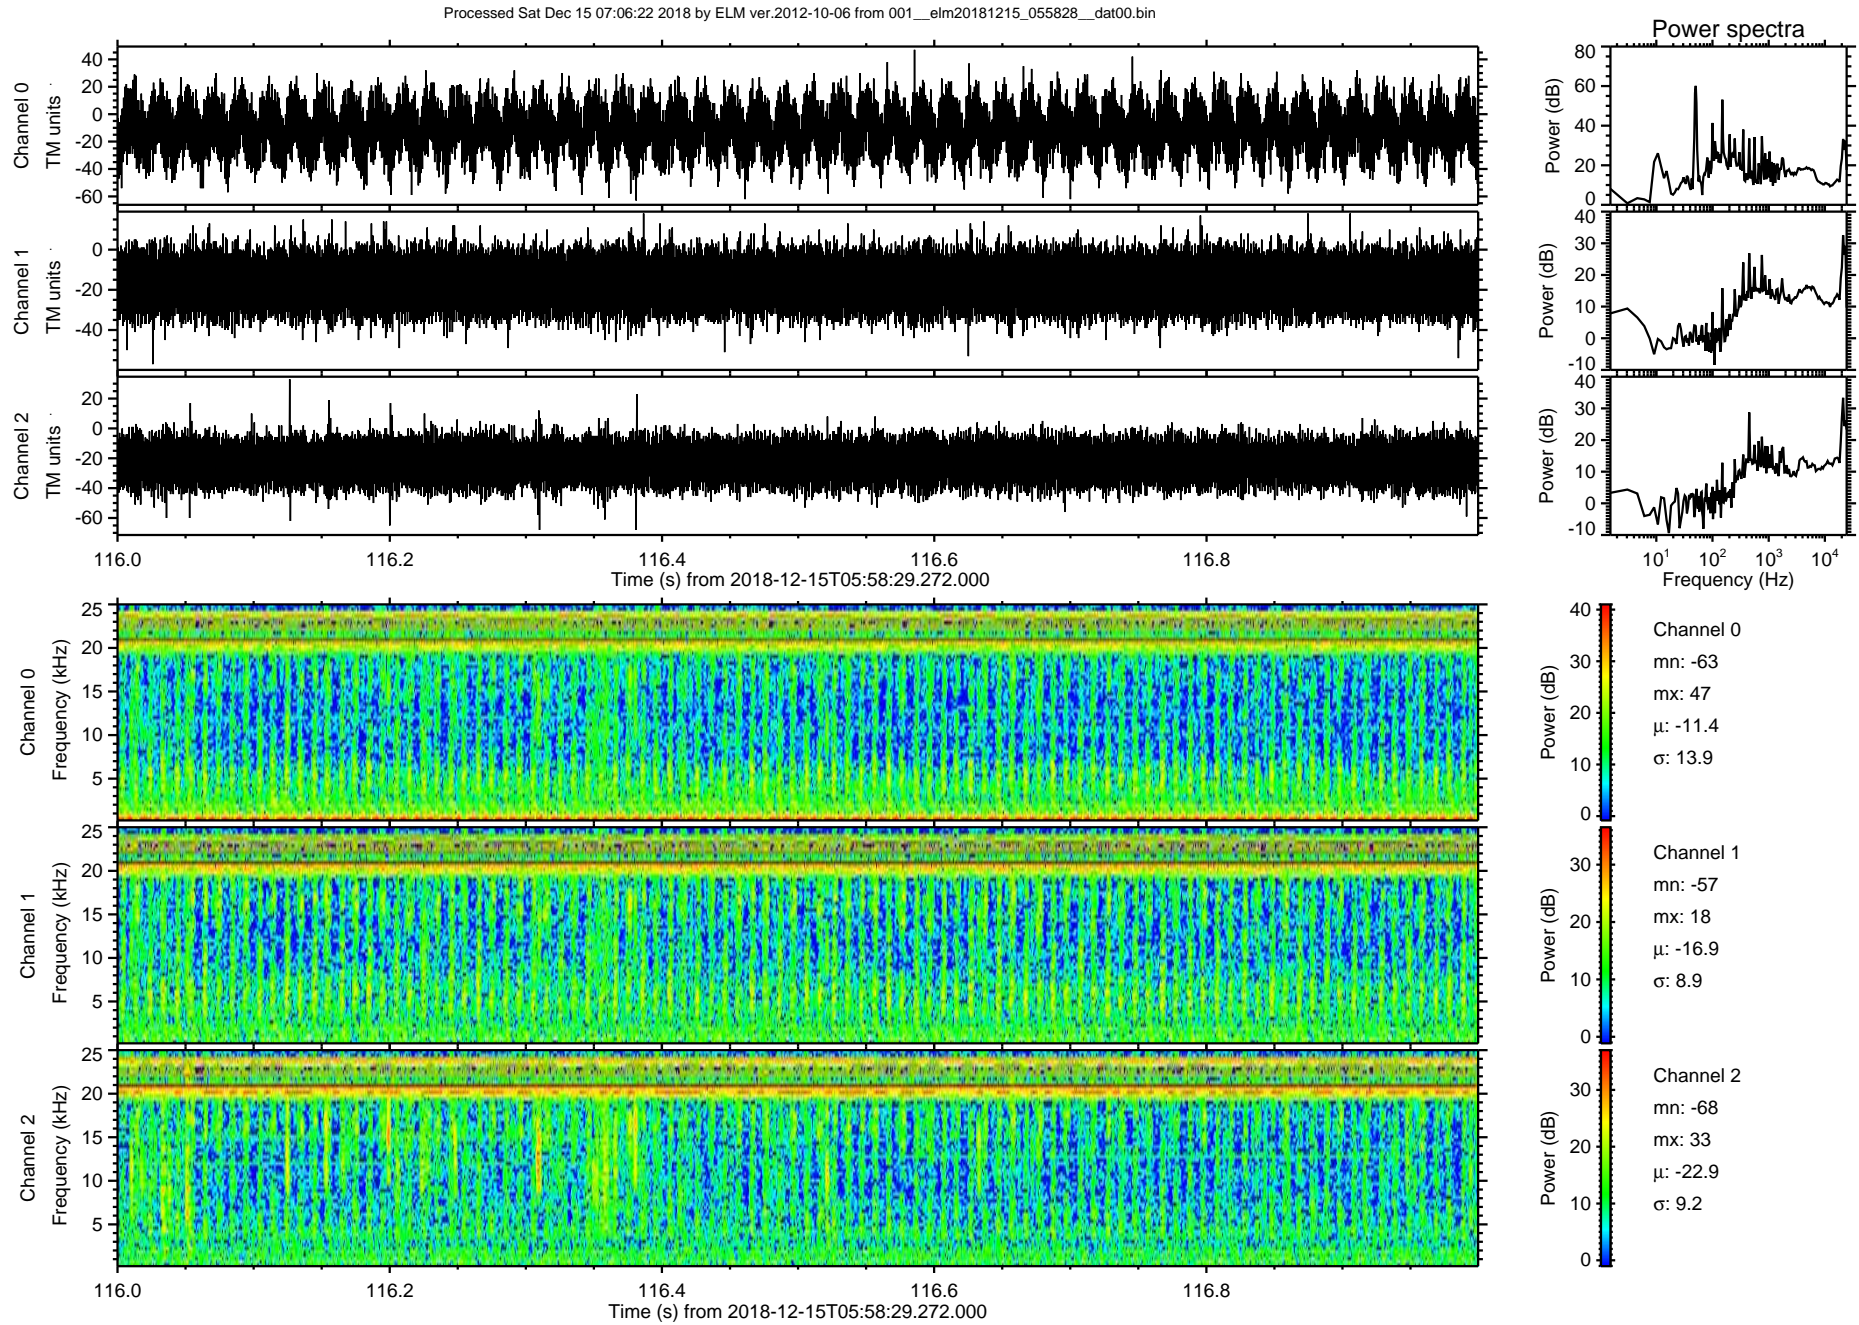 Processed Sat Dec 15 07:06:22 2018 by ELM ver.2012-10-06 from 001__elm20181215_055828__dat00.bin
Power spectra
Channel 0
TM units
40
20
0
-20
-40
-60
Power (dB)
80
60
40
20
0
Channel 1
TM units
0
-20
-40
Power (dB)
40
30
20
10
0
-10
Channel 2
TM units
20
0
-20
-40
-60
Power (dB)
40
30
20
10
0
-10
116.0 116.2 116.4 116.6 116.8
Time (s) from 2018-12-15T05:58:29.272.000
10^1 10^2 10^3 10^4
Frequency (Hz)
Channel 0
Frequency (kHz)
25
20
15
10
5
Power (dB)
40
30
20
10
0
Channel 0
mn: -63
mx: 47
μ: -11.4
σ: 13.9
Channel 1
Frequency (kHz)
25
20
15
10
5
Power (dB)
30
20
10
0
Channel 1
mn: -57
mx: 18
μ: -16.9
σ: 8.9
Channel 2
Frequency (kHz)
25
20
15
10
5
Power (dB)
30
20
10
0
Channel 2
mn: -68
mx: 33
μ: -22.9
σ: 9.2
116.0 116.2 116.4 116.6 116.8
Time (s) from 2018-12-15T05:58:29.272.000